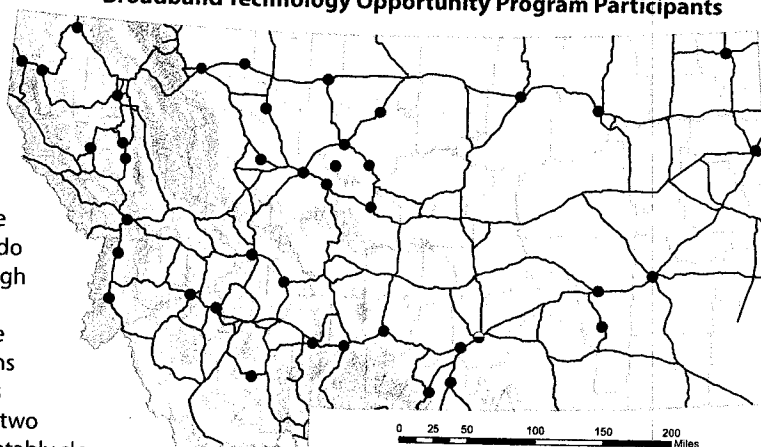 Broadband Technology Opportunity Program Participants
e
do
gh
e
ns
s
two
0 25 50 100 150 200
Miles